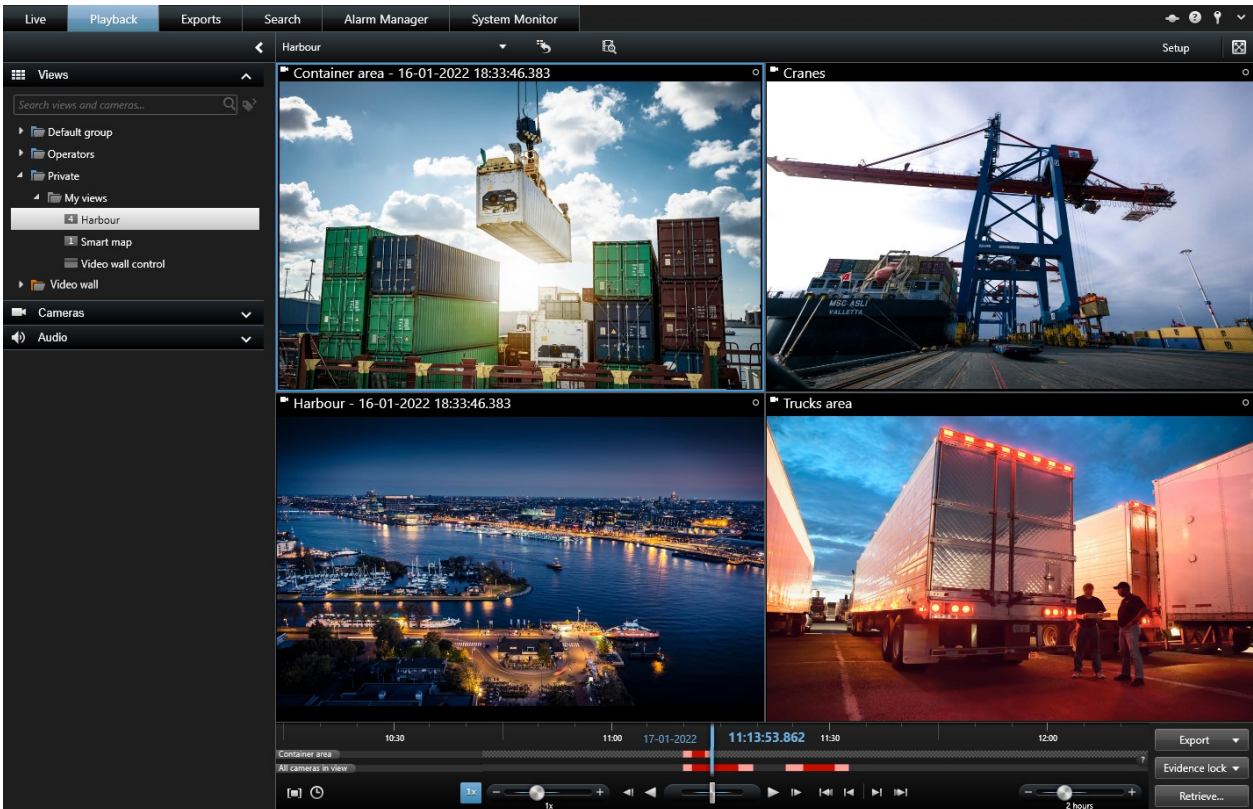 Live Playback Exports Search Alarm Manager System Monitor
Harbour Setup
Views
Search views and cameras...
Default group
Operators
Private
My views
4 Harbour
1 Smart map
Video wall control
Video wall
Cameras
Audio
Container area - 16-01-2022 18:33:46.383
Cranes
MSC ASLI
VALLETTA
Harbour - 16-01-2022 18:33:46.383
Trucks area
10:30 11:00 17-01-2022 11:13:53.862 11:30 12:00
Container area
All cameras in view
?
1x
1x
2 hours
Export
Evidence lock
Retrieve...